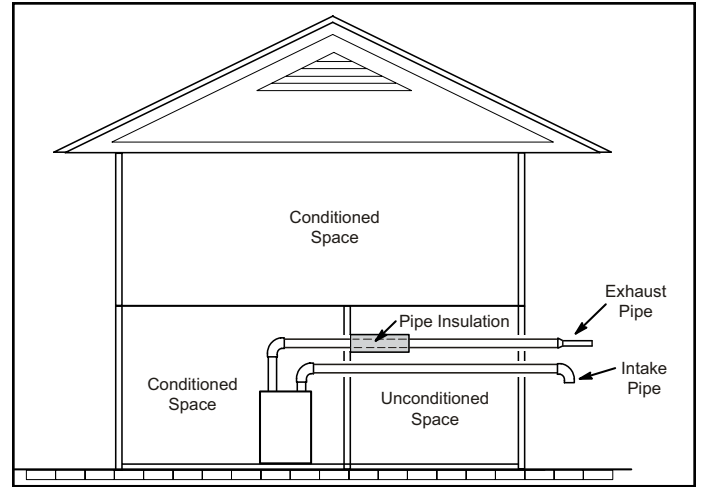 Conditioned
Space
Exhaust
Pipe
Pipe Insulation
Intake
Pipe
Conditioned
Space
Unconditioned
Space